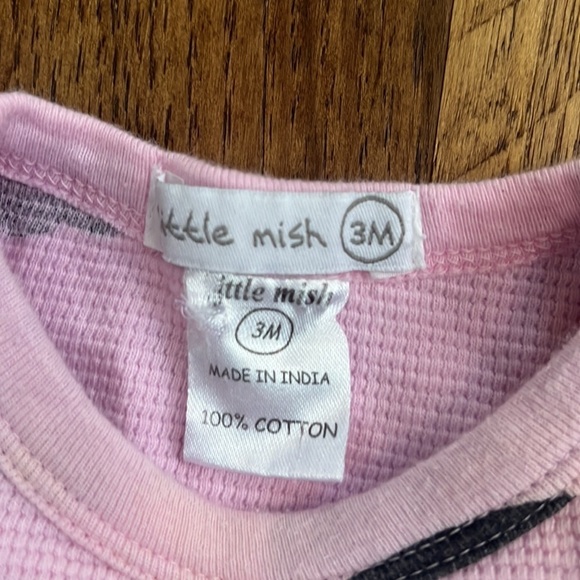 little mish 3M
little mish
3M
MADE IN INDIA
100% COTTON